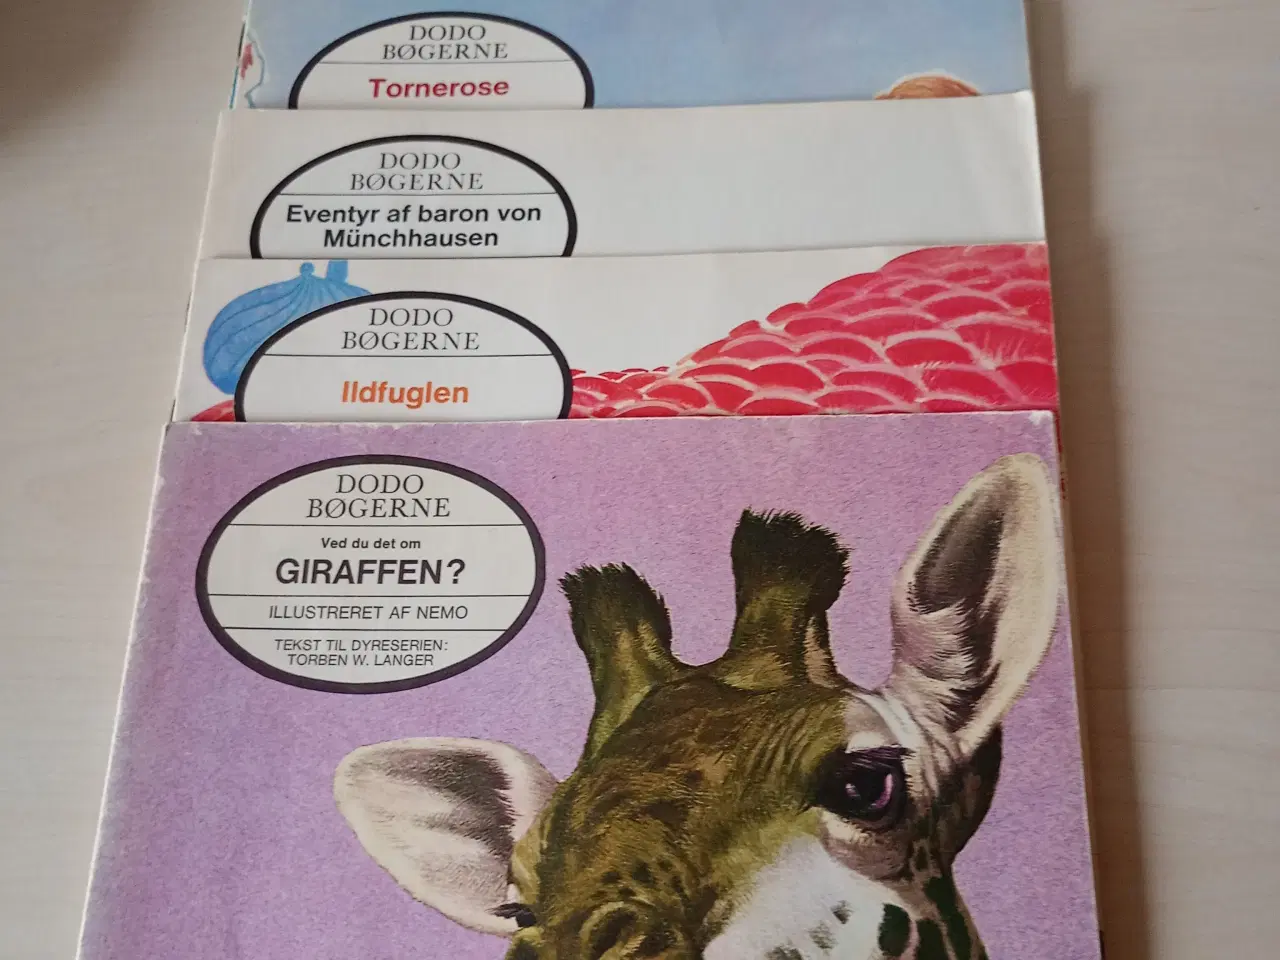 DODO
BØGERNE
Tornerose
DODO
BØGERNE
Eventyr af baron von
Münchhausen
DODO
BØGERNE
Ildfuglen
DODO
BØGERNE
Ved du det om
GIRAFFEN?
ILLUSTRERET AF NEMO
TEKST TIL DYRESERIEN:
TORBEN W. LANGER